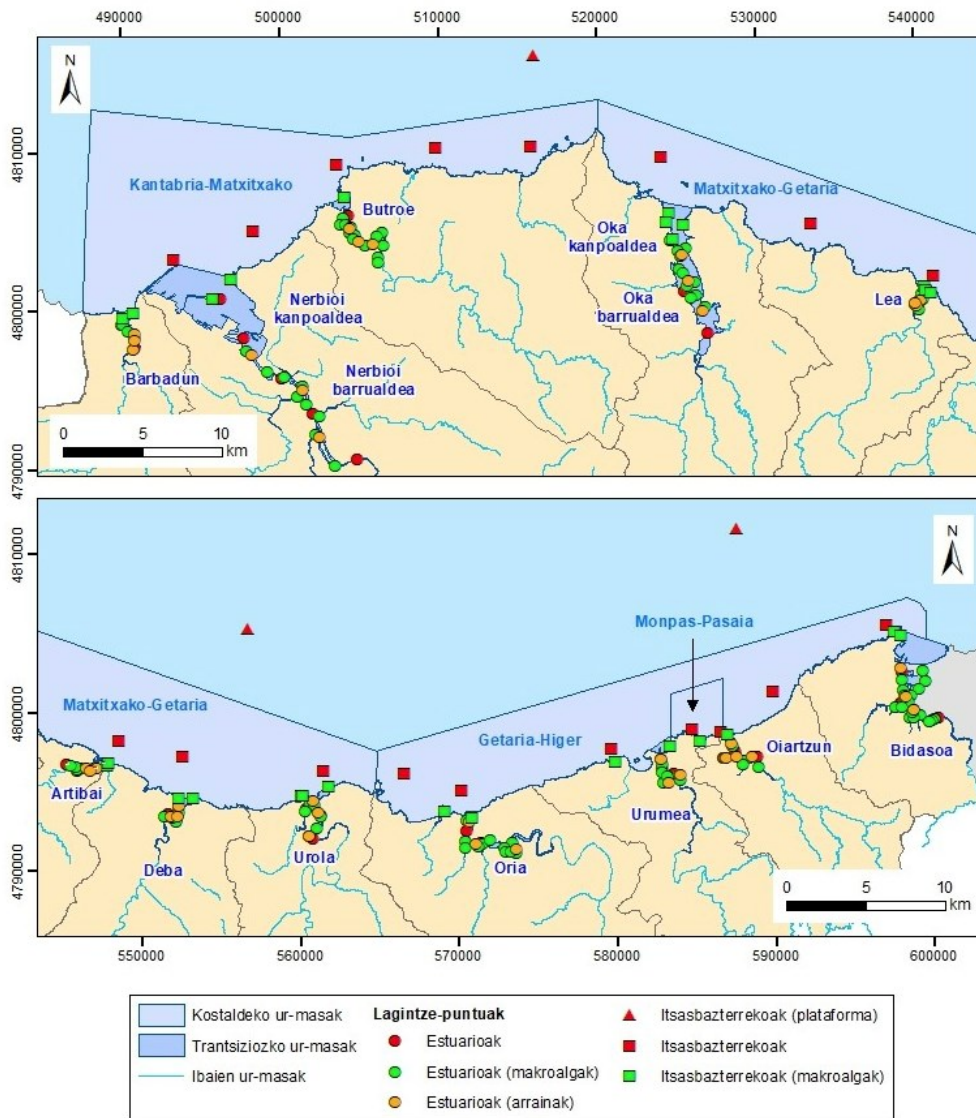 490000 500000 510000 520000 530000 540000
N
4810000
4800000
4790000
Kantabria-Matxitxako
Butroe
Matxitxako-Getaria
Oka
kanpoaldea
Nerbioi
kanpoaldea
Oka
barrualdea
Lea
Barbadun
Nerbioi
barrualdea
0 5 10
km
N
4810000
4800000
4790000
Monpas-Pasaia
Matxitxako-Getaria
Getaria-Higer
Oiartzun
Bidasoa
Artibai
Urumea
Deba
Urola
Oria
0 5 10
km
550000 560000 570000 580000 590000 600000
Kostaldeko ur-masak
Trantsiziozko ur-masak
Ibaien ur-masak
Lagintze-puntuak
Estuarioak
Estuarioak (makroalgak)
Estuarioak (arrainak)
Itsasbazterrekoak (plataforma)
Itsasbazterrekoak
Itsasbazterrekoak (makroalgak)